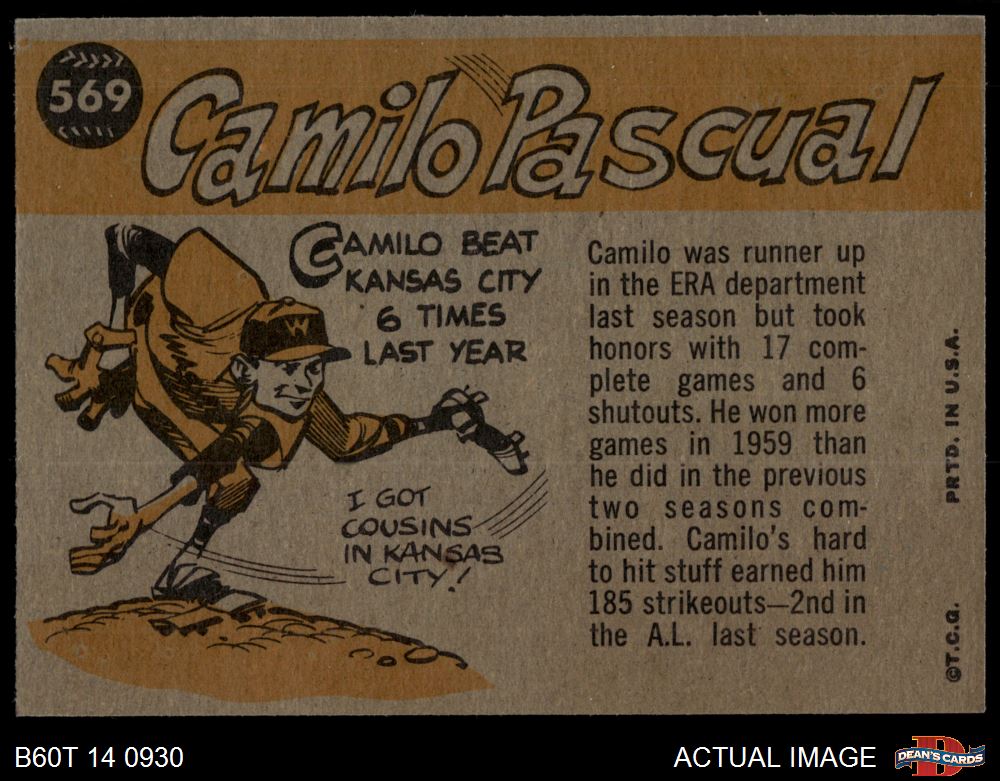 569
Camilo Pascual
CAMILO BEAT
KANSAS CITY
6 TIMES
LAST YEAR
W
I GOT
COUSINS
IN KANSAS
CITY!
Camilo was runner up
in the ERA department
last season but took
honors with 17 com-
plete games and 6
shutouts. He won more
games in 1959 than
he did in the previous
two seasons com-
bined. Camilo's hard
to hit stuff earned him
185 strikeouts—2nd in
the A.L. last season.
©T.C.G. PRTD. IN U.S.A.
B60T 14 0930
ACTUAL IMAGE
D
DEAN'S CARDS